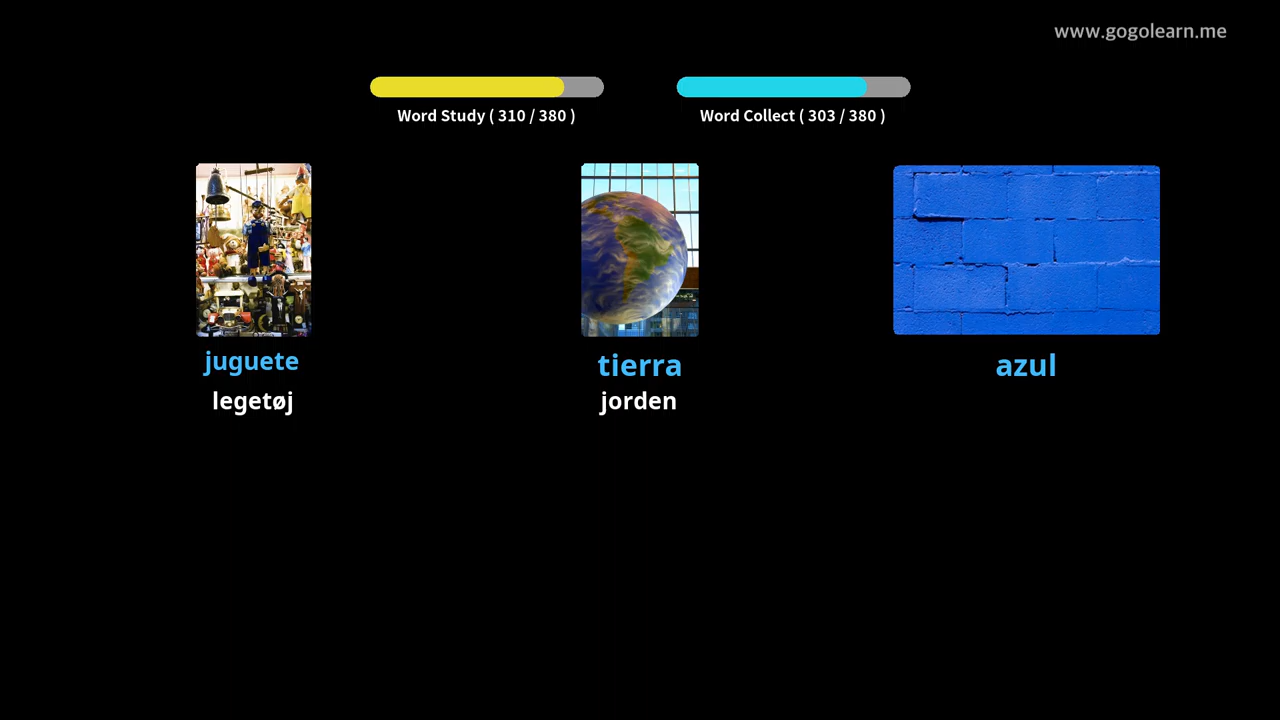 www.gogolearn.me
Word Study ( 310 / 380 )
Word Collect ( 303 / 380 )
juguete
legetøj
tierra
jorden
azul